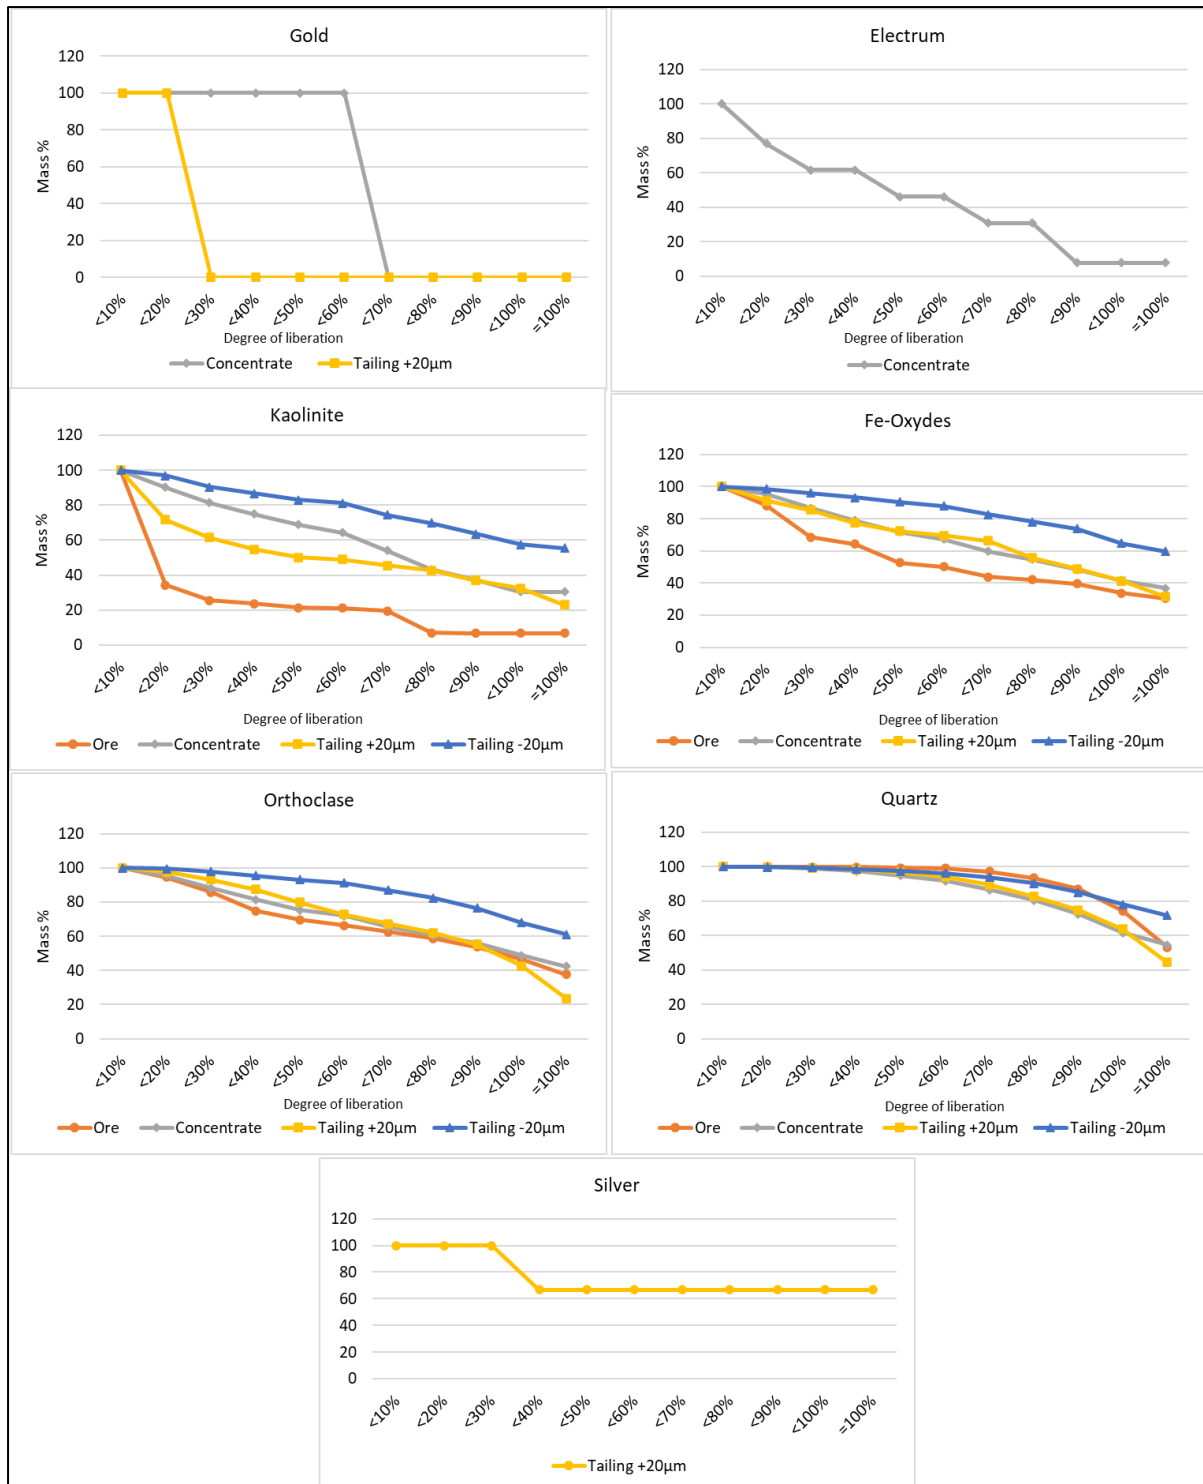 Gold
120
100
80
60
40
20
0
Mass %
<10% <20% <30% <40% <50% <60% <70% <80% <90% <100% =100%
Degree of liberation
Concentrate Tailing +20µm
Electrum
120
100
80
60
40
20
0
Mass %
<10% <20% <30% <40% <50% <60% <70% <80% <90% <100% =100%
Degree of liberation
Concentrate
Kaolinite
120
100
80
60
40
20
0
Mass %
<10% <20% <30% <40% <50% <60% <70% <80% <90% <100% =100%
Degree of liberation
Ore Concentrate Tailing +20µm Tailing -20µm
Fe-Oxydes
120
100
80
60
40
20
0
Mass %
<10% <20% <30% <40% <50% <60% <70% <80% <90% <100% =100%
Degree of liberation
Ore Concentrate Tailing +20µm Tailing -20µm
Orthoclase
120
100
80
60
40
20
0
Mass %
<10% <20% <30% <40% <50% <60% <70% <80% <90% <100% =100%
Degree of liberation
Ore Concentrate Tailing +20µm Tailing -20µm
Quartz
120
100
80
60
40
20
0
Mass %
<10% <20% <30% <40% <50% <60% <70% <80% <90% <100% =100%
Degree of liberation
Ore Concentrate Tailing +20µm Tailing -20µm
Silver
120
100
80
60
40
20
0
<10% <20% <30% <40% <50% <60% <70% <80% <90% <100% =100%
Tailing +20µm